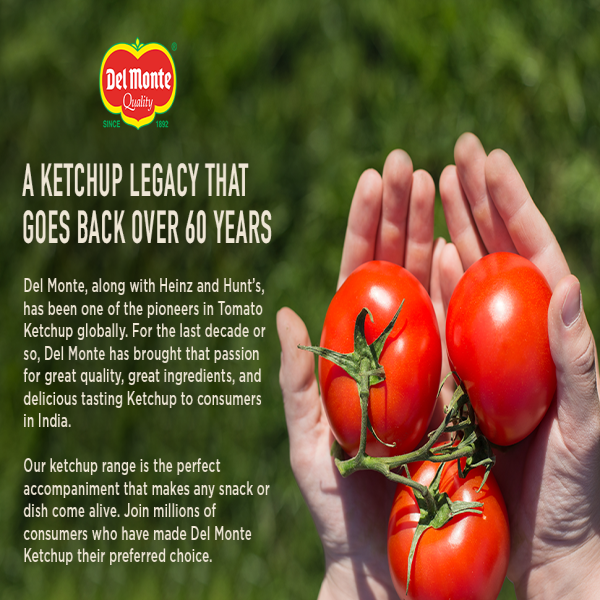 Del Monte
®
Quality
SINCE 1892
A KETCHUP LEGACY THAT
GOES BACK OVER 60 YEARS
Del Monte, along with Heinz and Hunt's,
has been one of the pioneers in Tomato
Ketchup globally. For the last decade or
so, Del Monte has brought that passion
for great quality, great ingredients, and
delicious tasting Ketchup to consumers
in India.
Our ketchup range is the perfect
accompaniment that makes any snack or
dish come alive. Join millions of
consumers who have made Del Monte
Ketchup their preferred choice.